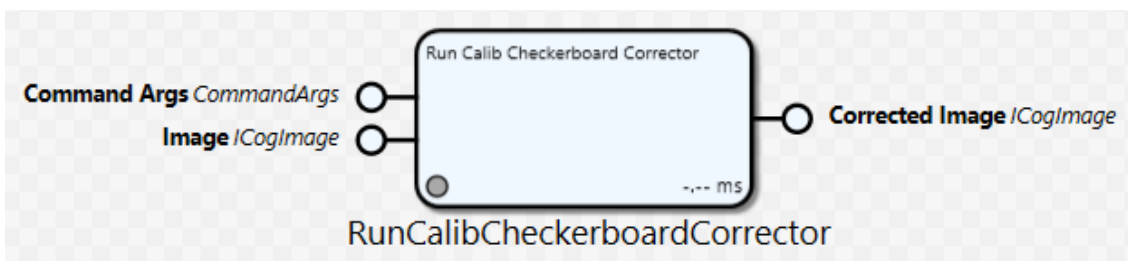 Run Calib Checkerboard Corrector
Command Args CommandArgs
Image ICogImage
Corrected Image ICogImage
-.-- ms
RunCalibCheckerboardCorrector